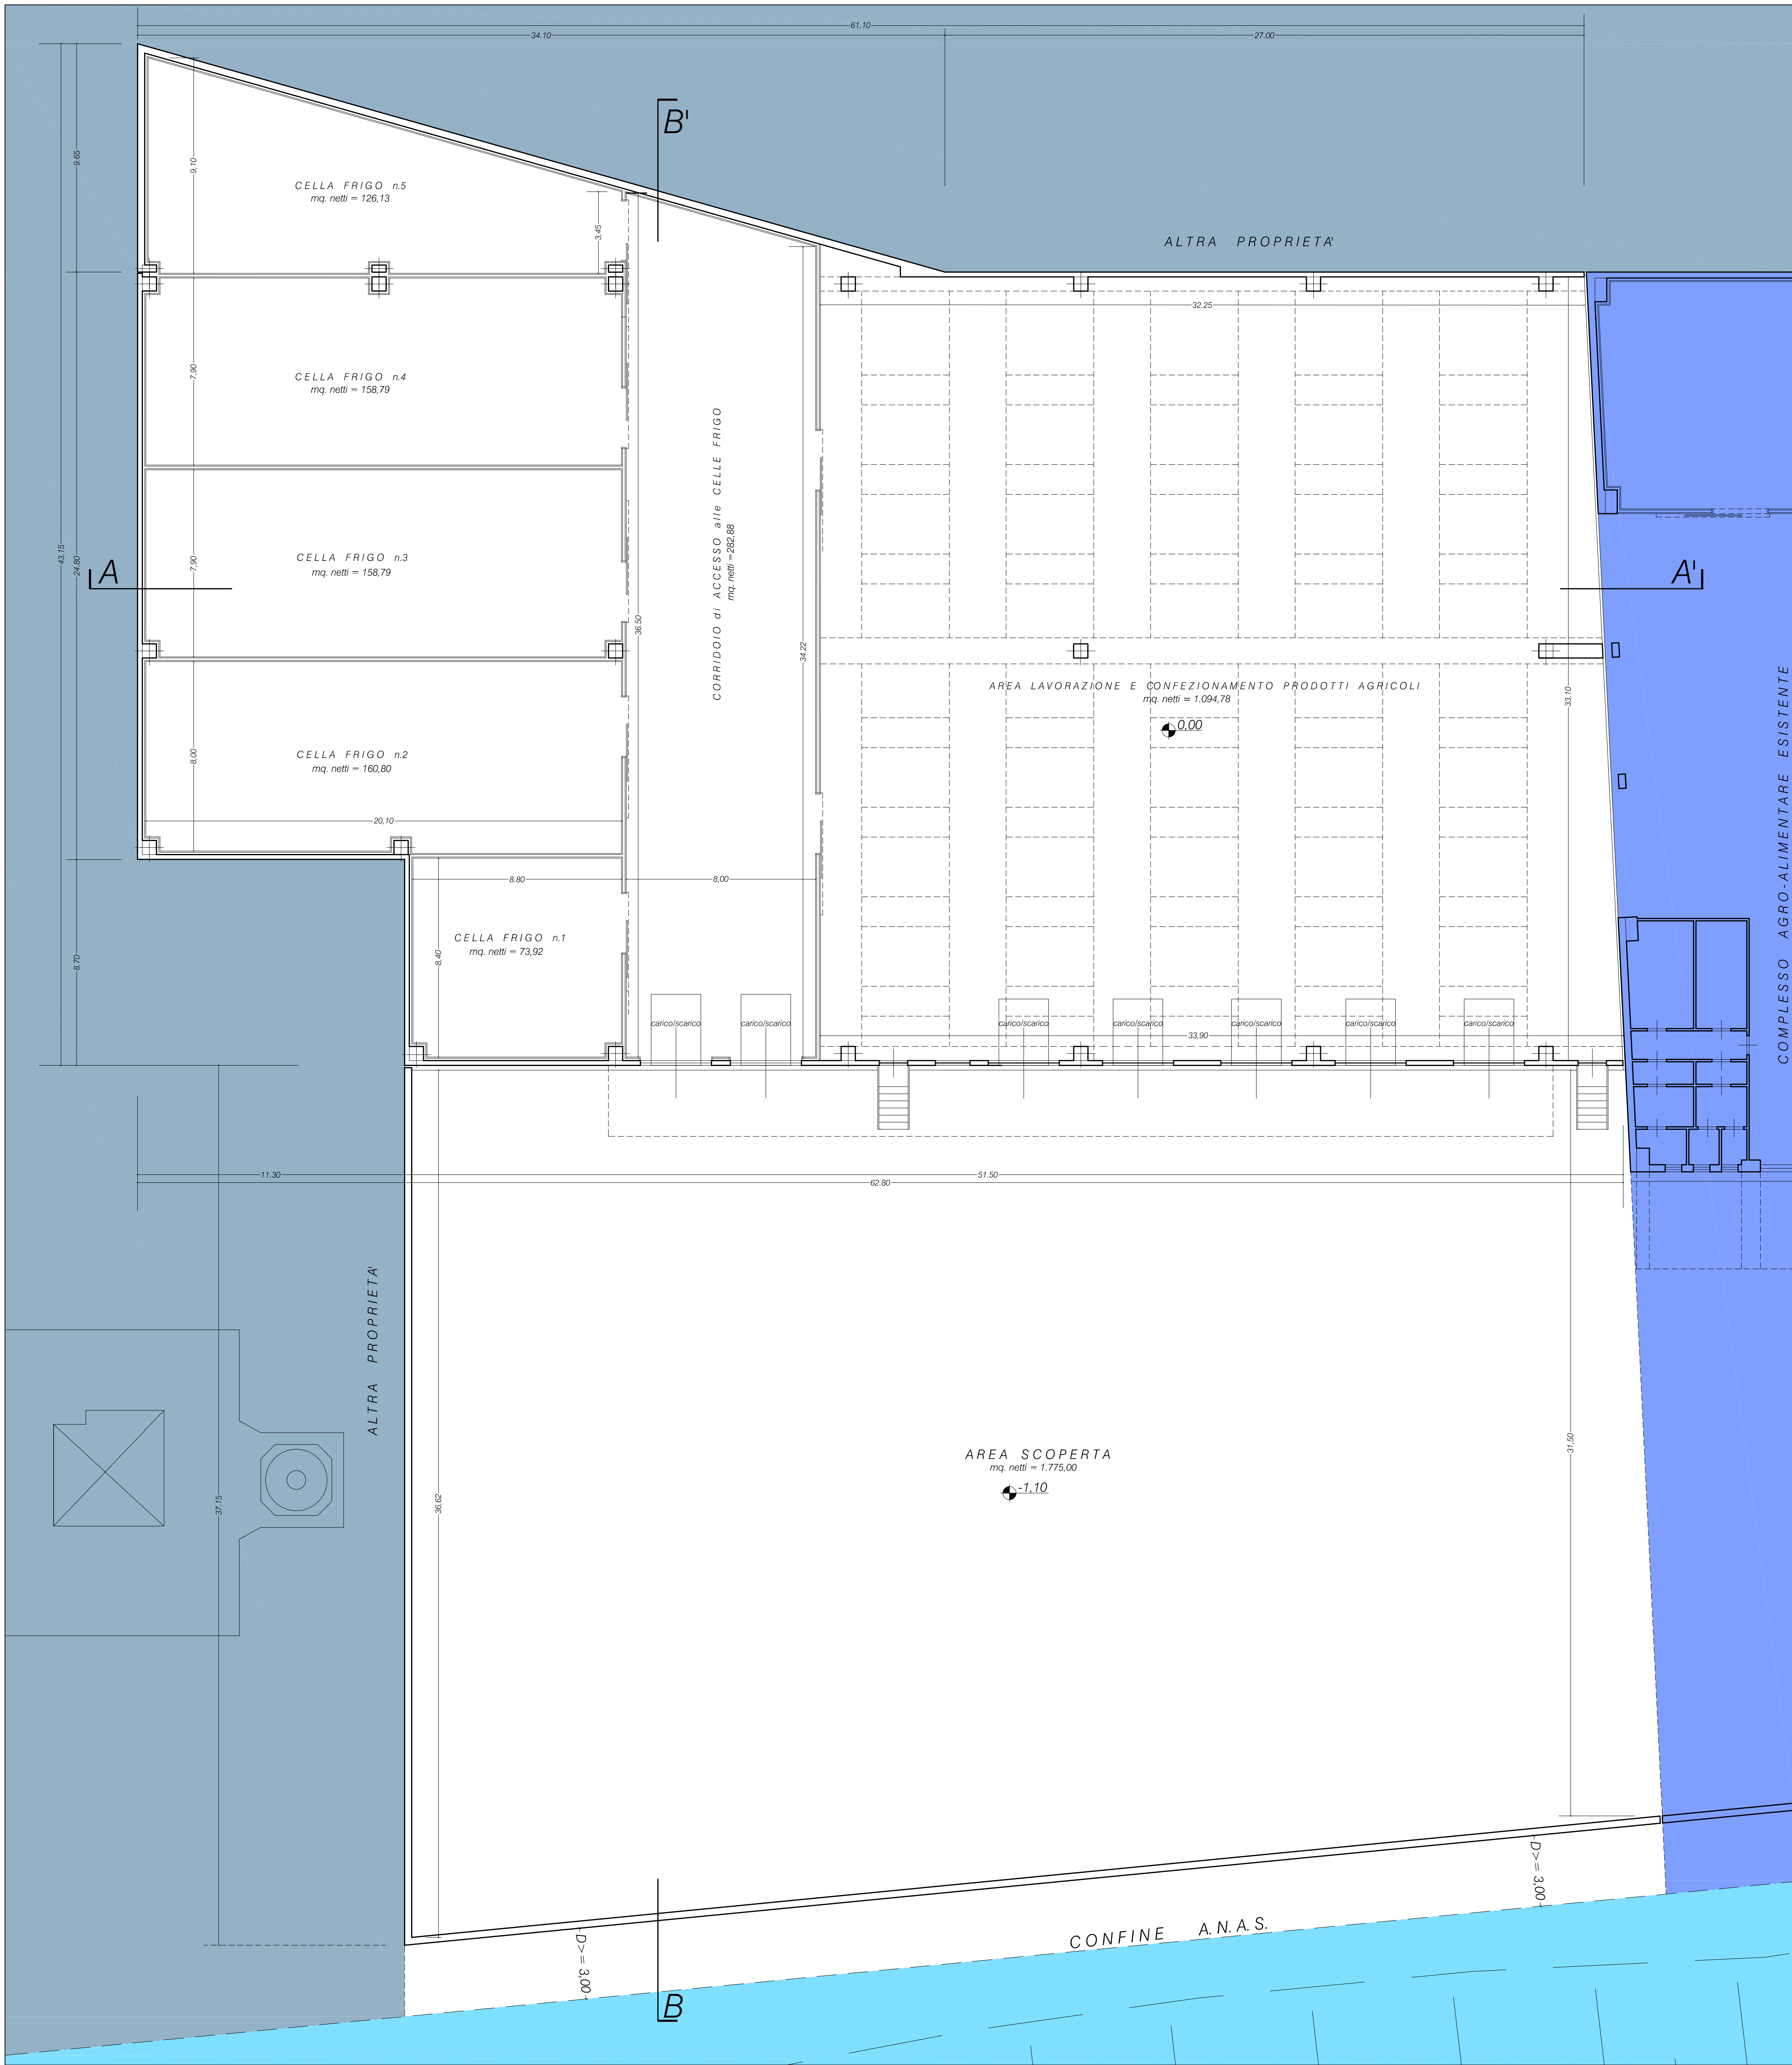 61,10
34.10
27.00
B'
9.65
9,10
CELLA FRIGO n.5
mq. netti = 126,13
3,45
ALTRA PROPRIETA'
32.25
CELLA FRIGO n.4
mq. netti = 158,79
7,90
CORRIDOIO di ACCESSO alle CELLE FRIGO
mq. netti =282,88
43.15
24.80
A
7,90
CELLA FRIGO n.3
mq. netti = 158,79
A'
36.50
34.22
AREA LAVORAZIONE E CONFEZIONAMENTO PRODOTTI AGRICOLI
mq. netti = 1.094,78
0,00
33,10
COMPLESSO AGRO-ALIMENTARE ESISTENTE
8,00
CELLA FRIGO n.2
mq. netti = 160,80
20,10
8.80
8,00
8.70
8,40
CELLA FRIGO n.1
mq. netti = 73,92
carico/scarico
carico/scarico
carico/scarico
carico/scarico
carico/scarico
carico/scarico
carico/scarico
33,90
11.30
51.50
62.80
ALTRA PROPRIETA'
37.15
36,62
31,50
AREA SCOPERTA
mq. netti = 1.775,00
-1,10
D>=3,00
D>=3,00
CONFINE A.N.A.S.
B